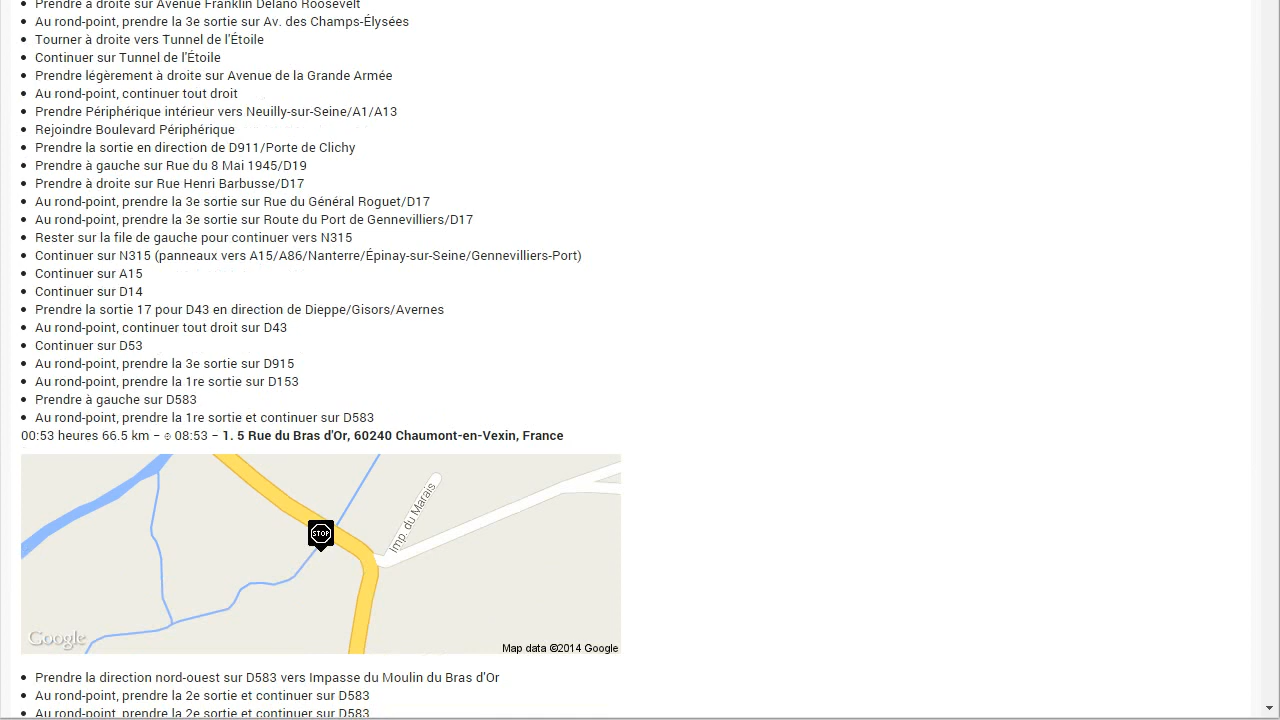 Prendre à droite sur Avenue Franklin Delano Roosevelt
Au rond-point, prendre la 3e sortie sur Av. des Champs-Élysées
Tourner à droite vers Tunnel de l'Étoile
Continuer sur Tunnel de l'Étoile
Prendre légèrement à droite sur Avenue de la Grande Armée
Au rond-point, continuer tout droit
Prendre Périphérique intérieur vers Neuilly-sur-Seine/A1/A13
Rejoindre Boulevard Périphérique
Prendre la sortie en direction de D911/Porte de Clichy
Prendre à gauche sur Rue du 8 Mai 1945/D19
Prendre à droite sur Rue Henri Barbusse/D17
Au rond-point, prendre la 3e sortie sur Rue du Général Roguet/D17
Au rond-point, prendre la 3e sortie sur Route du Port de Gennevilliers/D17
Rester sur la file de gauche pour continuer vers N315
Continuer sur N315 (panneaux vers A15/A86/Nanterre/Épinay-sur-Seine/Gennevilliers-Port)
Continuer sur A15
Continuer sur D14
Prendre la sortie 17 pour D43 en direction de Dieppe/Gisors/Avernes
Au rond-point, continuer tout droit sur D43
Continuer sur D53
Au rond-point, prendre la 3e sortie sur D915
Au rond-point, prendre la 1re sortie sur D153
Prendre à gauche sur D583
Au rond-point, prendre la 1re sortie et continuer sur D583
00:53 heures 66.5 km – 08:53 – 1. 5 Rue du Bras d'Or, 60240 Chaumont-en-Vexin, France
Imp. du Marais
STOP
Google
Map data ©2014 Google
Prendre la direction nord-ouest sur D583 vers Impasse du Moulin du Bras d'Or
Au rond-point, prendre la 2e sortie et continuer sur D583
Au rond-point, prendre la 2e sortie et continuer sur D583